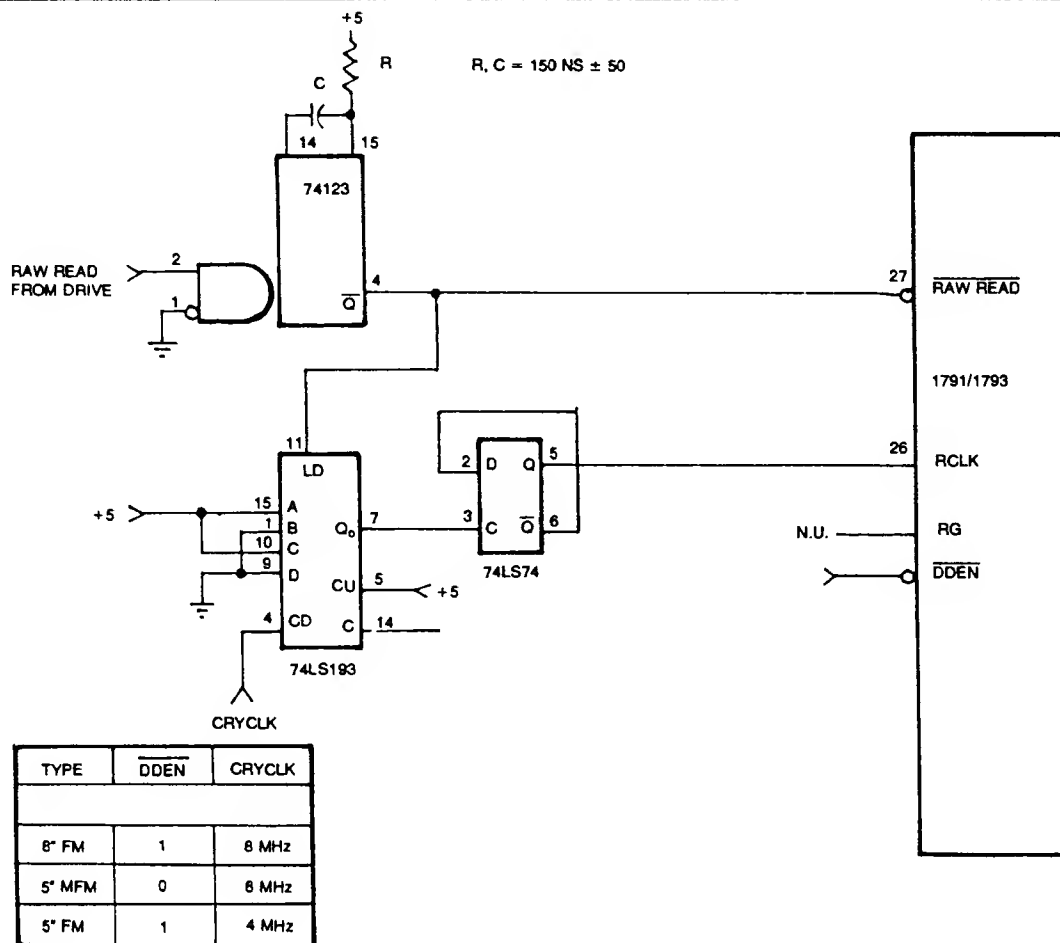 +5
R
R, C = 150 NS ± 50
C
14
15
74123
RAW READ
FROM DRIVE
2
1
4
Q
27
RAW READ
1791/1793
11
LD
2
D
Q
5
26
RCLK
+5
15
A
1
B
10
C
9
D
Q₀
7
3
C
Q
6
N.U.
RG
74LS74
DDEN
CU
5
+5
4
CD
C
14
74LS193
CRYCLK
TYPE DDEN CRYCLK
8" FM 1 8 MHz
5" MFM 0 8 MHz
5" FM 1 4 MHz